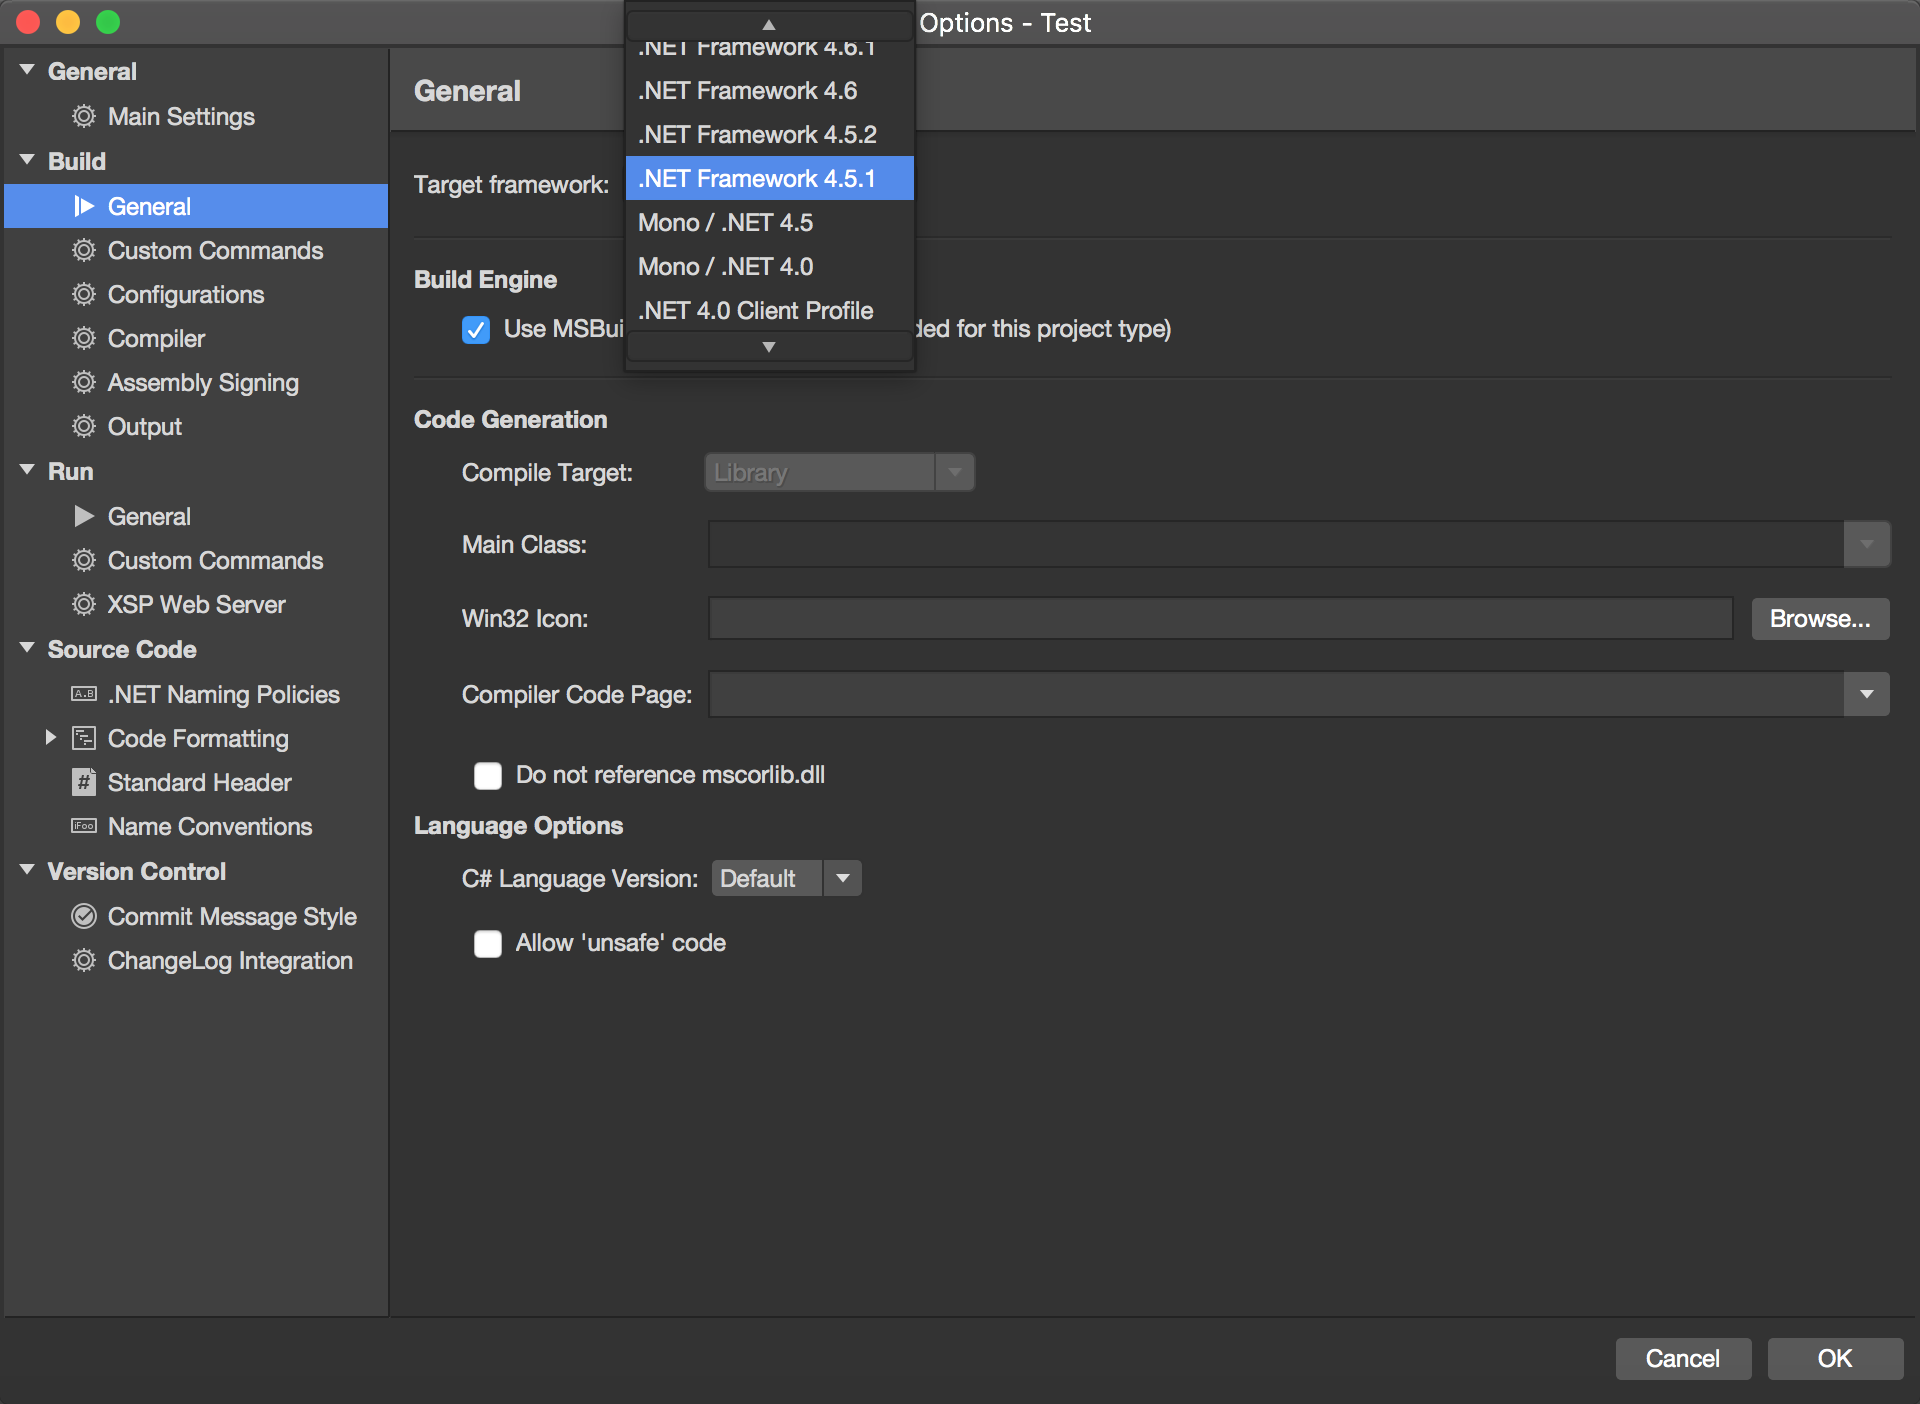 Options - Test
General
Main Settings
Build
General
Custom Commands
Configurations
Compiler
Assembly Signing
Output
Run
General
Custom Commands
XSP Web Server
Source Code
A.B .NET Naming Policies
Code Formatting
# Standard Header
iFoo Name Conventions
Version Control
Commit Message Style
ChangeLog Integration
General
Target framework:
.NET Framework 4.6.1
.NET Framework 4.6
.NET Framework 4.5.2
.NET Framework 4.5.1
Mono / .NET 4.5
Mono / .NET 4.0
.NET 4.0 Client Profile
Build Engine
Use MSBui ded for this project type)
Code Generation
Compile Target: Library
Main Class:
Win32 Icon: Browse...
Compiler Code Page:
Do not reference mscorlib.dll
Language Options
C# Language Version: Default
Allow 'unsafe' code
Cancel OK